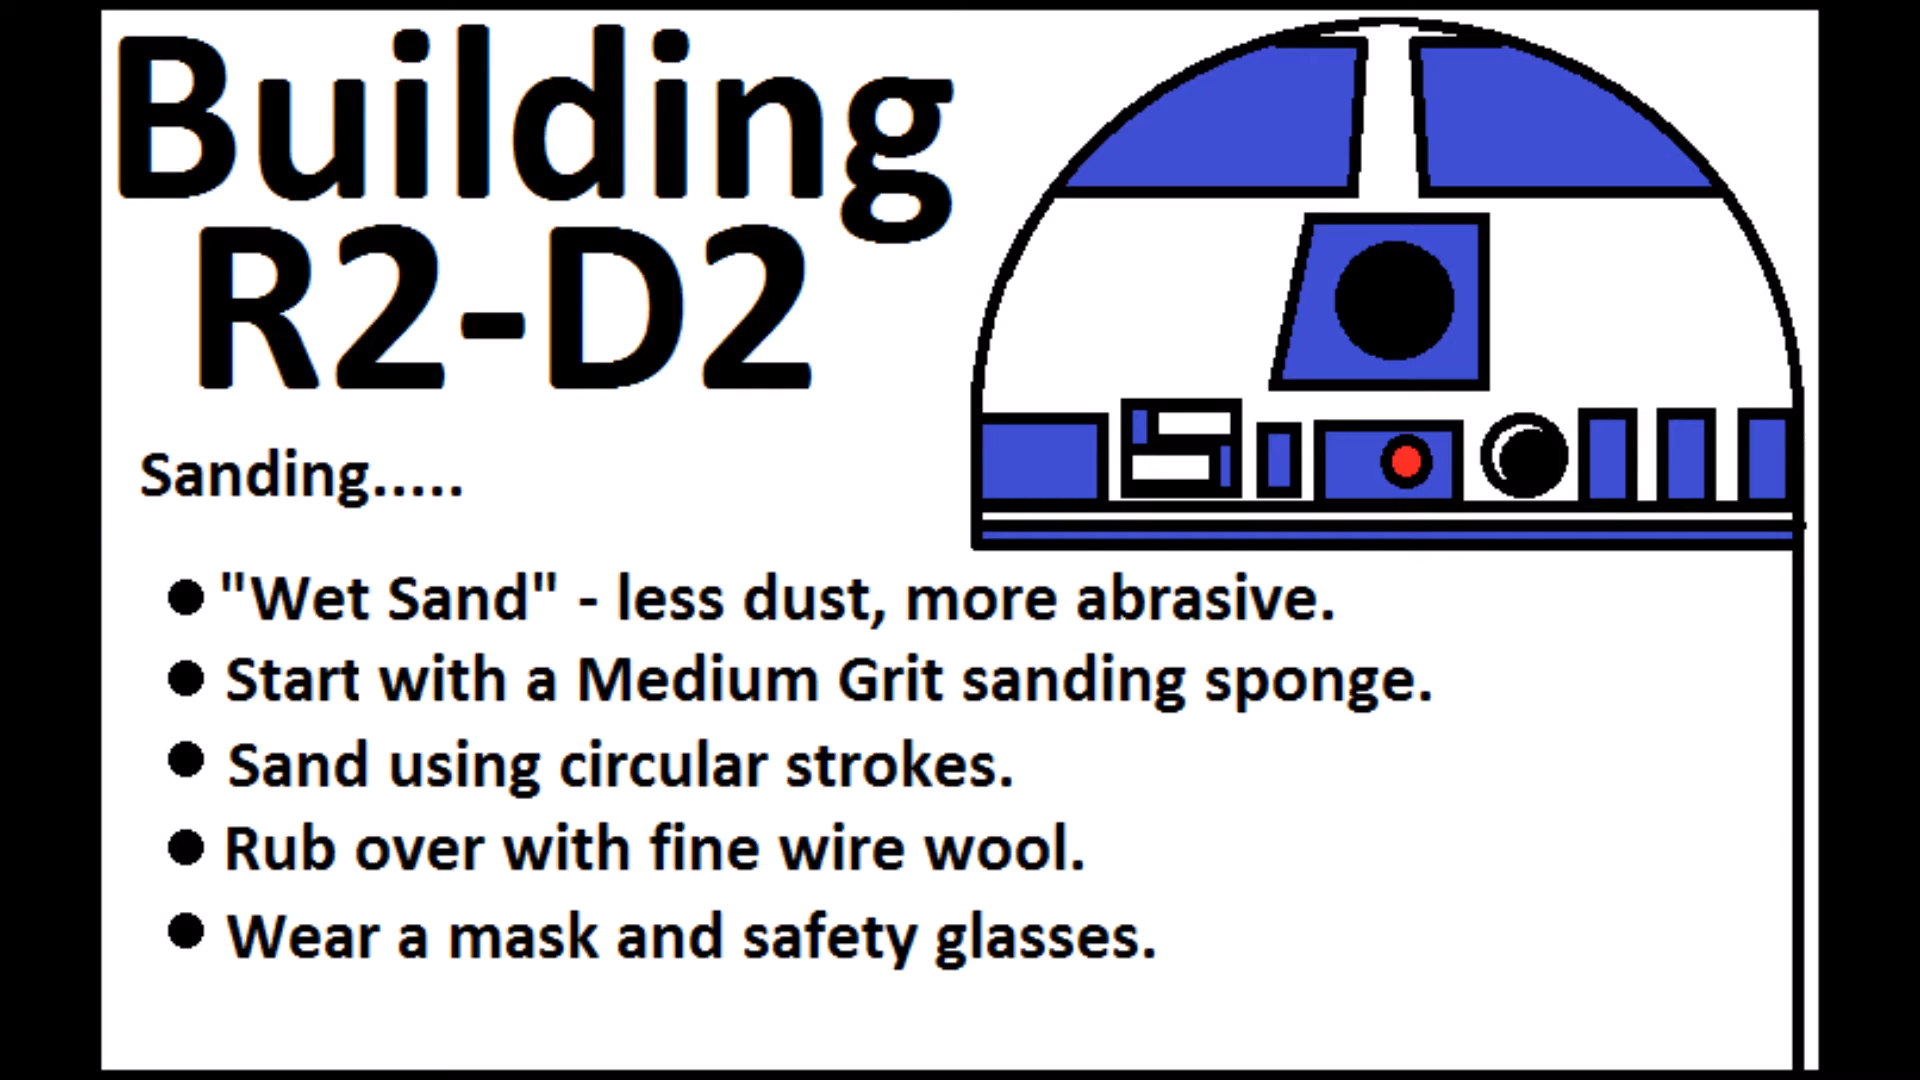 Building
R2-D2
Sanding.....
"Wet Sand" - less dust, more abrasive.
Start with a Medium Grit sanding sponge.
Sand using circular strokes.
Rub over with fine wire wool.
Wear a mask and safety glasses.